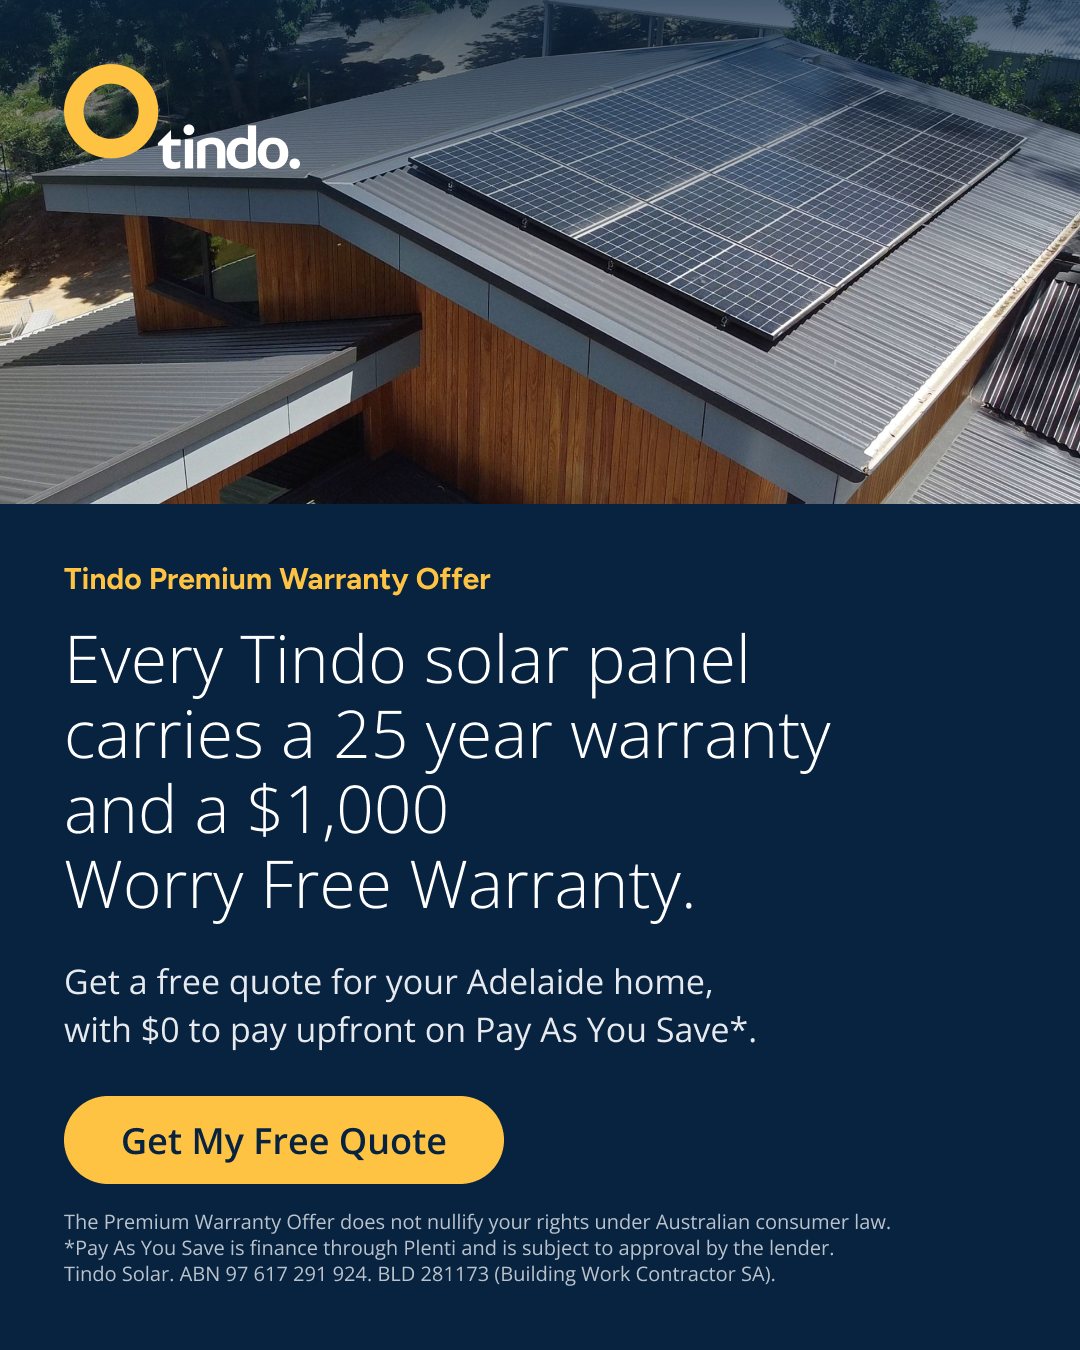 tindo.
Tindo Premium Warranty Offer
Every Tindo solar panel
carries a 25 year warranty
and a $1,000
Worry Free Warranty.
Get a free quote for your Adelaide home,
with $0 to pay upfront on Pay As You Save*.
Get My Free Quote
The Premium Warranty Offer does not nullify your rights under Australian consumer law.
*Pay As You Save is finance through Plenti and is subject to approval by the lender.
Tindo Solar. ABN 97 617 291 924. BLD 281173 (Building Work Contractor SA).